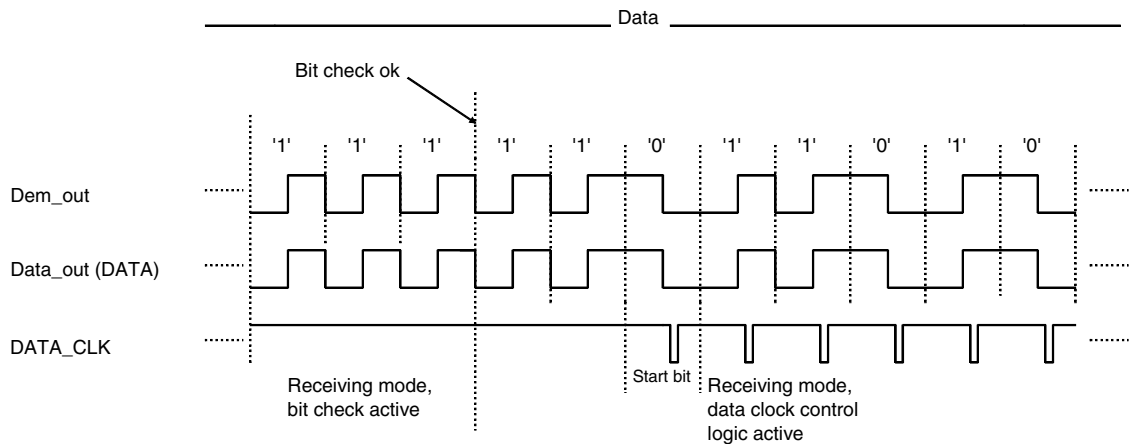 Data
Bit check ok
'1' '1' '1' '1' '1' '0' '1' '1' '0' '1' '0'
Dem_out
Data_out (DATA)
DATA_CLK
Start bit
Receiving mode,
bit check active
Receiving mode,
data clock control
logic active